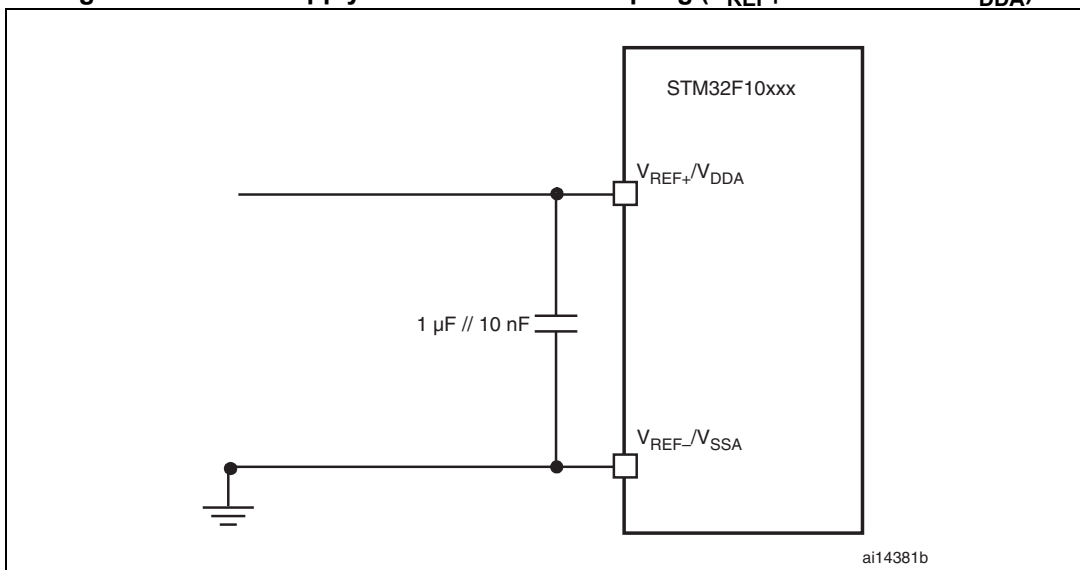 STM32F10xxx
VREF+/VDDA
1 µF // 10 nF
VREF–/VSSA
ai14381b